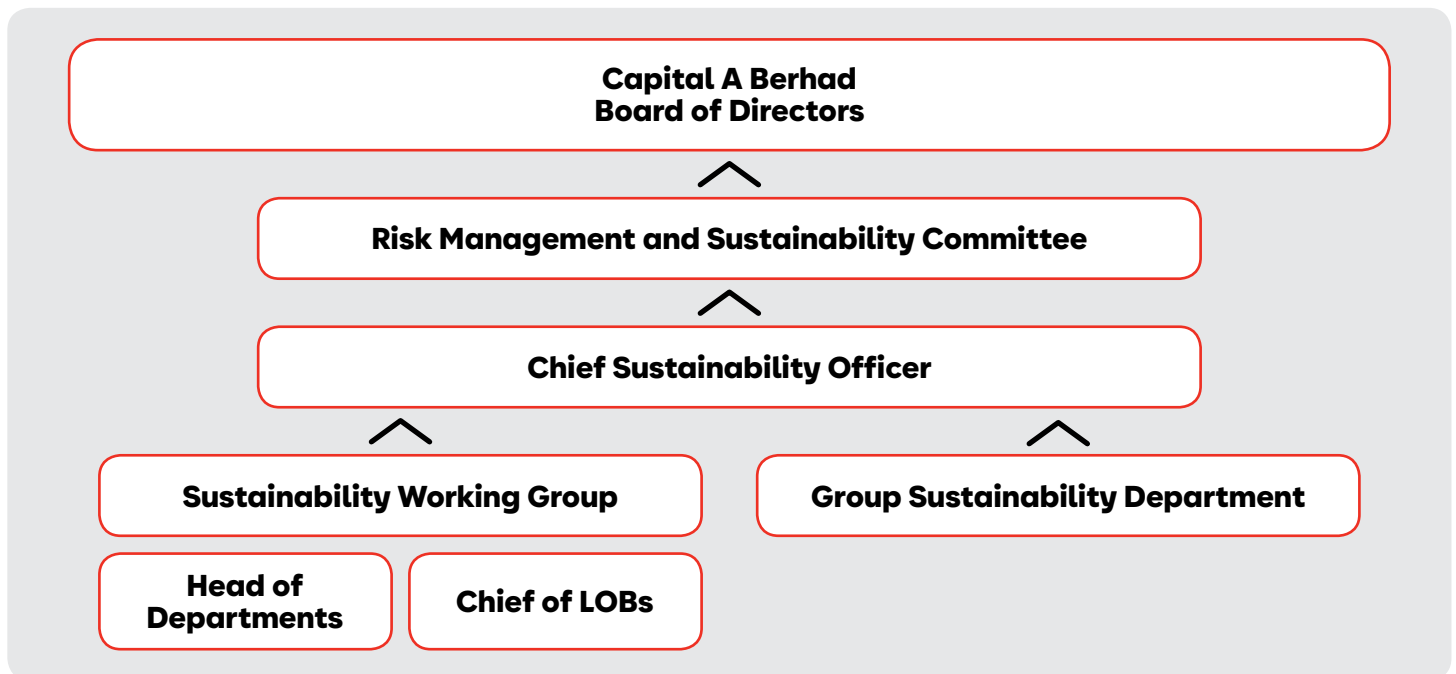 Capital A Berhad
Board of Directors
Risk Management and Sustainability Committee
Chief Sustainability Officer
Sustainability Working Group
Group Sustainability Department
Head of
Departments
Chief of LOBs